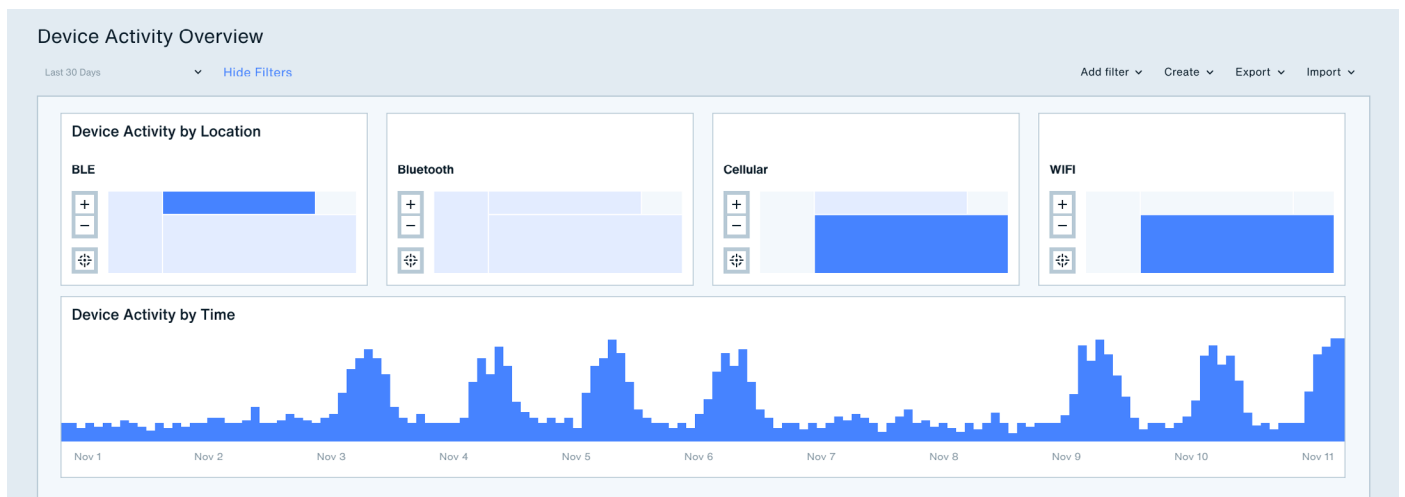 Device Activity Overview
Last 30 Days
Hide Filters
Add filter
Create
Export
Import
Device Activity by Location
BLE
Bluetooth
Cellular
WIFI
+
+
+
+
−
−
−
−
Device Activity by Time
Nov 1 Nov 2 Nov 3 Nov 4 Nov 5 Nov 6 Nov 7 Nov 8 Nov 9 Nov 10 Nov 11